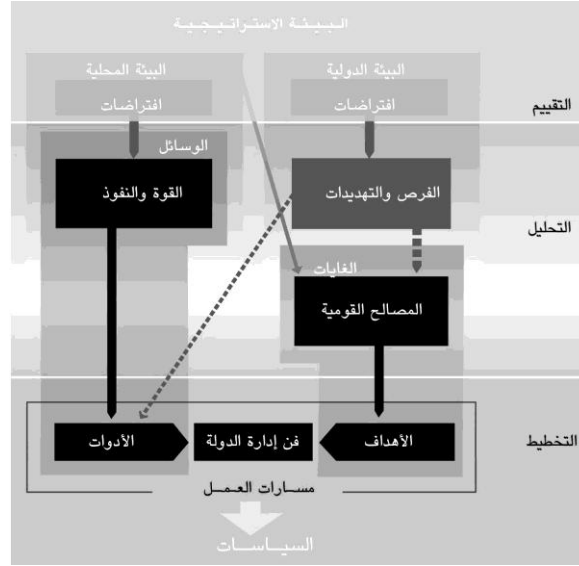 البيئة الاستراتيجية
البيئة الدولية
البيئة المحلية
افتراضات
افتراضات
التقييم
الوسائل
الفرص والتهديدات
القوة والنفوذ
التحليل
الغايات
المصالح القومية
الأهداف
فن إدارة الدولة
الأدوات
التخطيط
مسارات العمل
السياسات